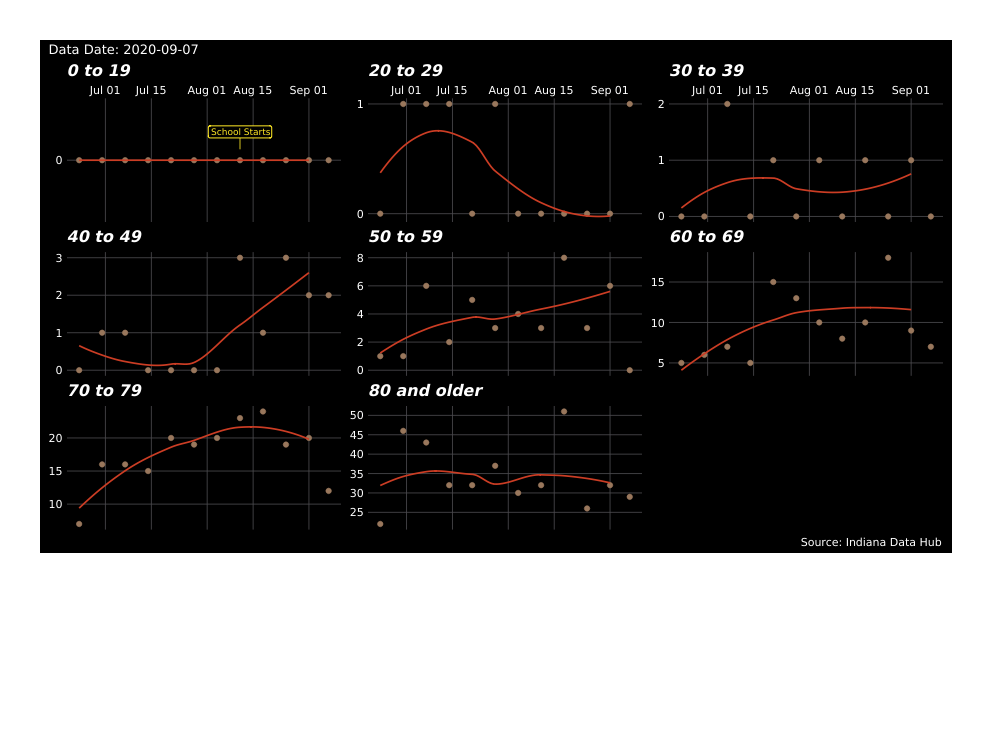 Data Date: 2020-09-07
0 to 19 20 to 29 30 to 39
Jul 01 Jul 15 Aug 01 Aug 15 Sep 01 Jul 01 Jul 15 Aug 01 Aug 15 Sep 01 Jul 01 Jul 15 Aug 01 Aug 15 Sep 01
1 2
School Starts
0 1
0 0
40 to 49 50 to 59 60 to 69
3 8
15
2 6
4 10
1
2
0 0 5
70 to 79 80 and older
50
20 45
40
15 35
30
10 25
Source: Indiana Data Hub